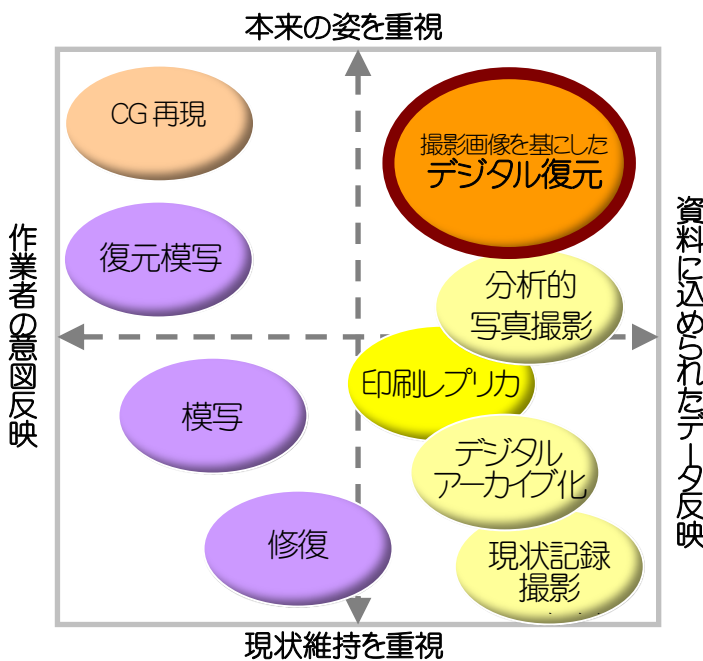 本来の姿を重視
CG再現
撮影画像を基にした
デジタル復元
作業者の意図反映
資料に込められたデータ反映
復元模写
分析的
写真撮影
印刷レプリカ
模写
デジタル
アーカイブ化
修復
現状記録
撮影
現状維持を重視